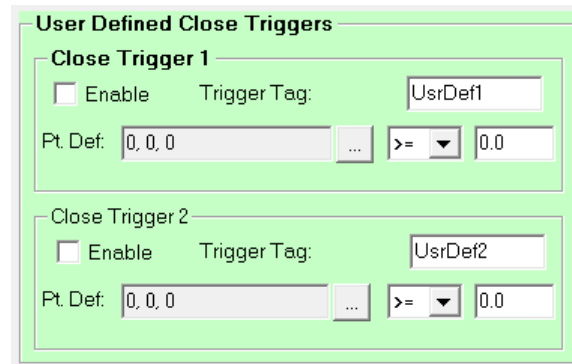 User Defined Close Triggers
Close Trigger 1
Enable Trigger Tag: UsrDef1
Pt. Def: 0, 0, 0 ... >= 0.0
Close Trigger 2
Enable Trigger Tag: UsrDef2
Pt. Def: 0, 0, 0 ... >= 0.0